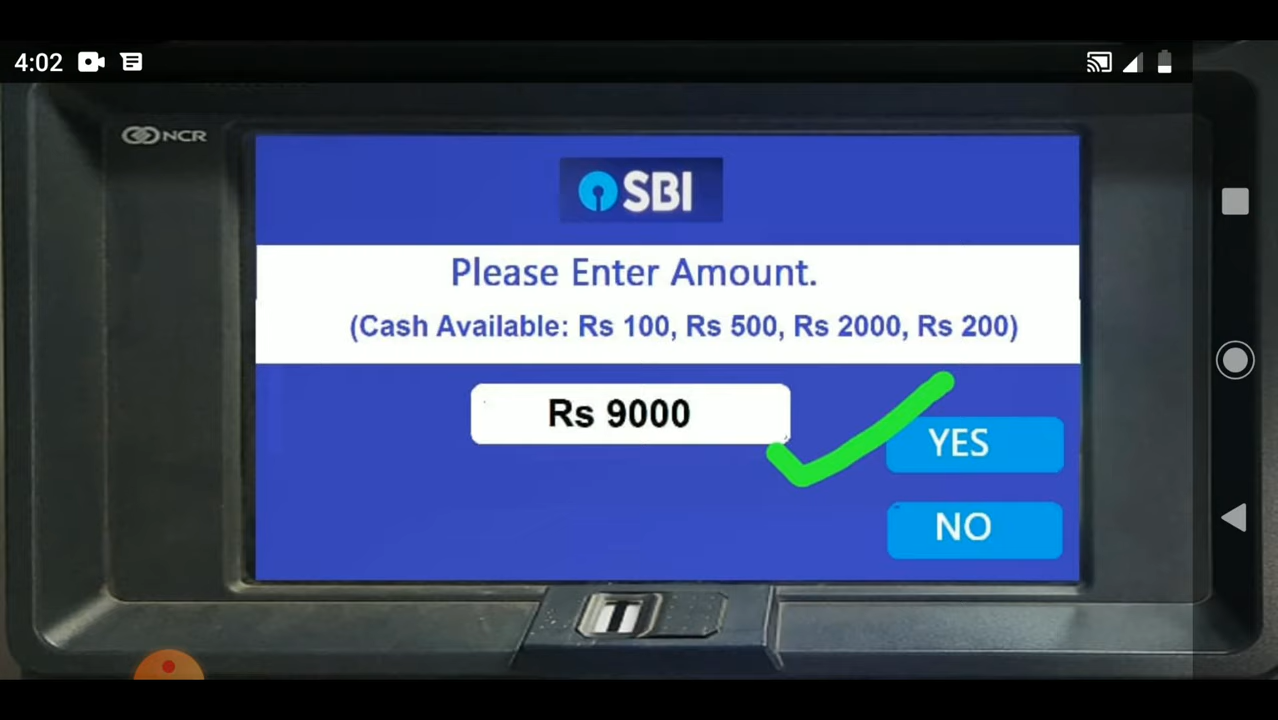 4:02
NCR
SBI
Please Enter Amount.
(Cash Available: Rs 100, Rs 500, Rs 2000, Rs 200)
Rs 9000
YES
NO